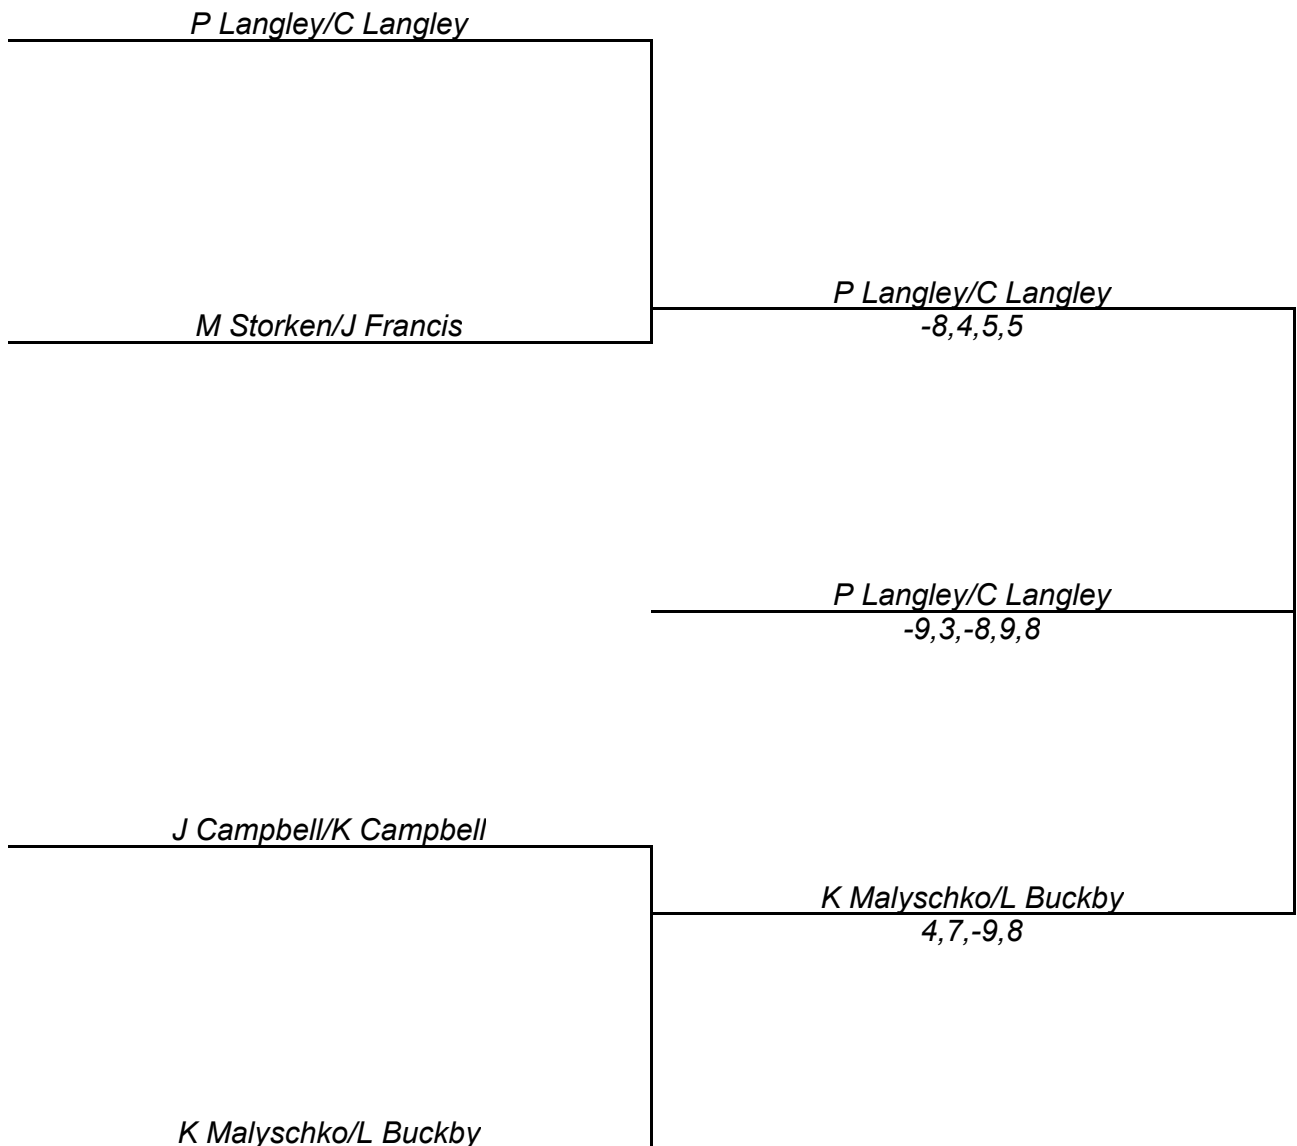 P Langley/C Langley
P Langley/C Langley
M Storken/J Francis
-8,4,5,5
P Langley/C Langley
-9,3,-8,9,8
J Campbell/K Campbell
K Malyschko/L Buckby
4,7,-9,8
K Malyschko/L Buckby